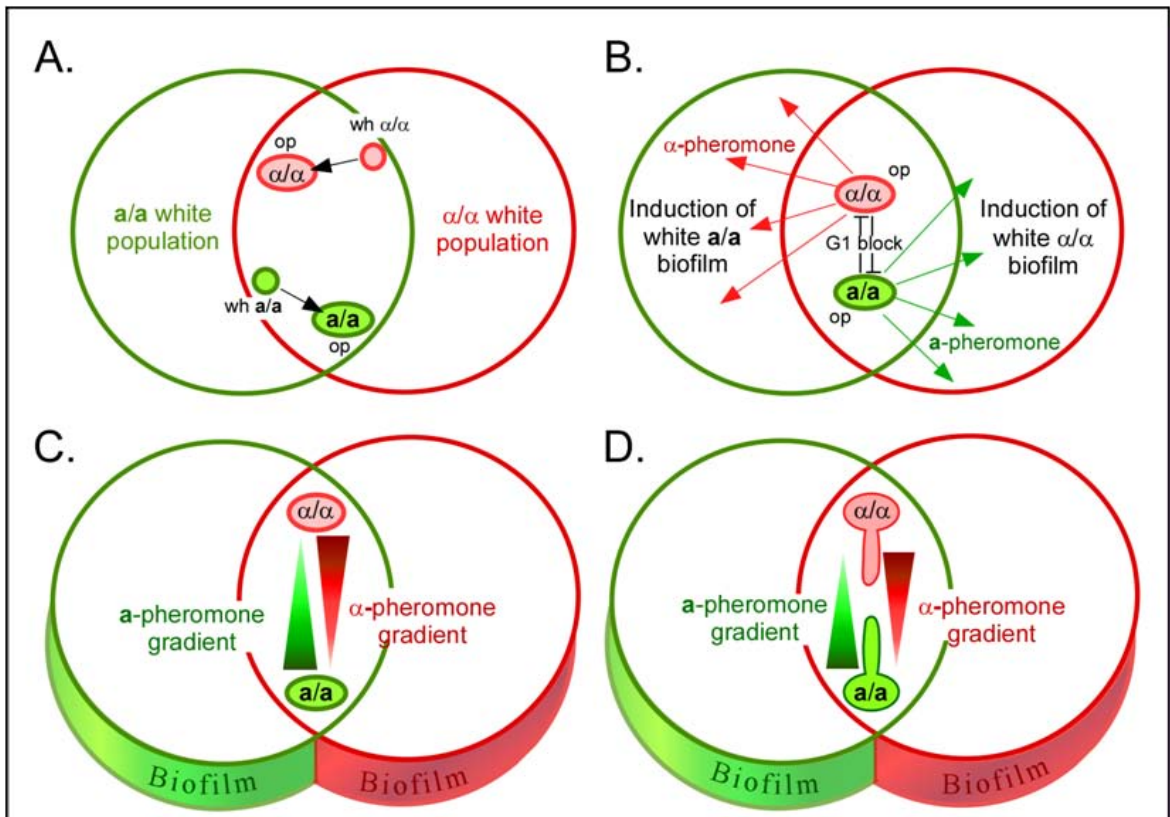 A.
op
wh α/α
α/α
a/a white
population
α/α white
population
wh a/a
a/a
op
B.
α-pheromone
op
α/α
Induction of
white a/a
biofilm
G1 block
Induction of
white α/α
biofilm
a/a
op
a-pheromone
C.
α/α
a-pheromone
gradient
α-pheromone
gradient
a/a
Biofilm
Biofilm
D.
α/α
a-pheromone
gradient
α-pheromone
gradient
a/a
Biofilm
Biofilm